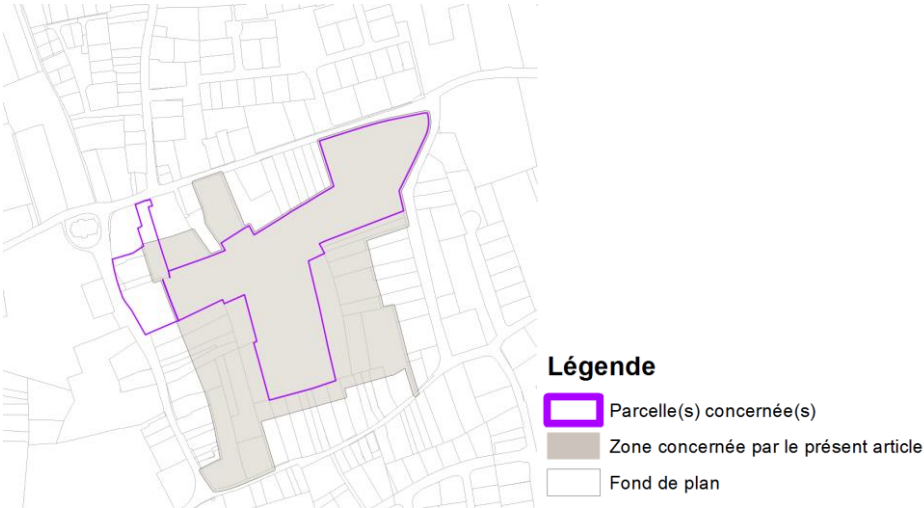 Légende
Parcelle(s) concernée(s)
Zone concernée par le présent article
Fond de plan